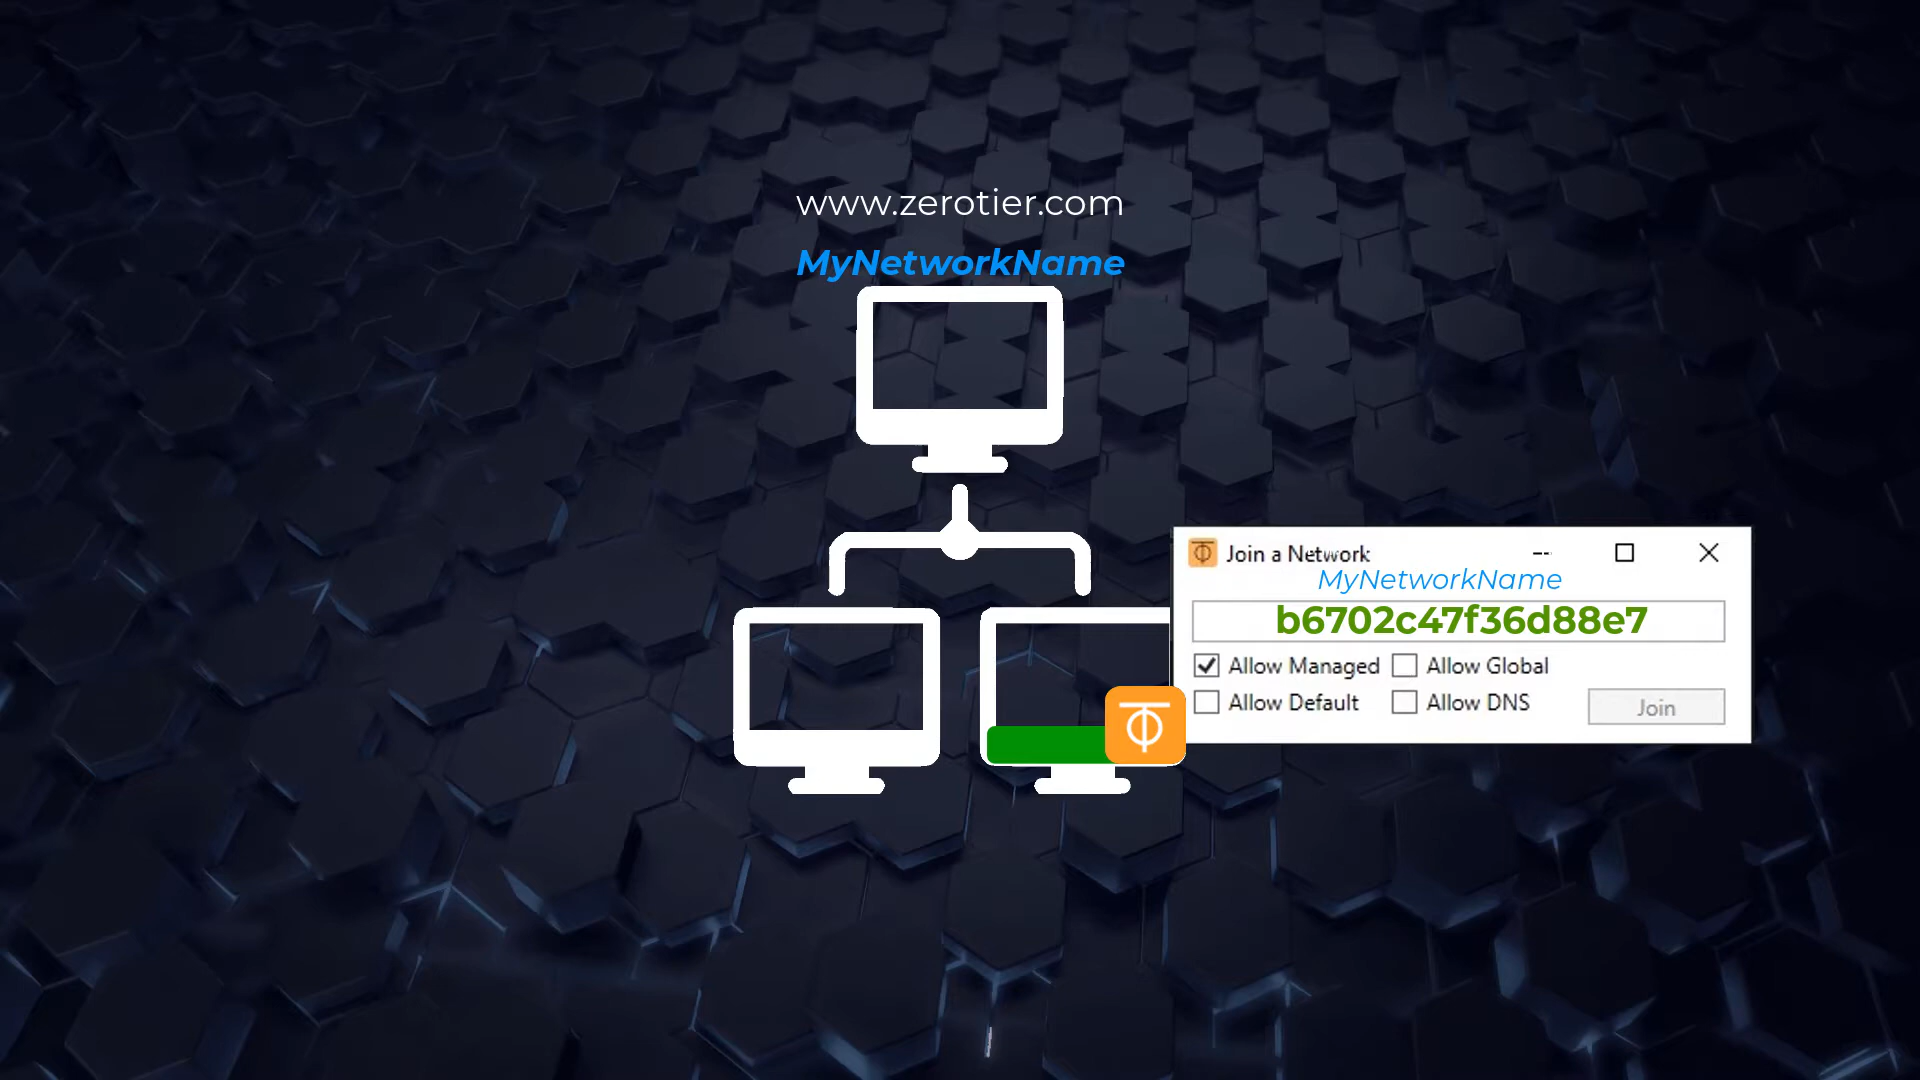 www.zerotier.com
MyNetworkName
Join a Network
MyNetworkName
b6702c47f36d88e7
Allow Managed Allow Global
Allow Default Allow DNS
Join